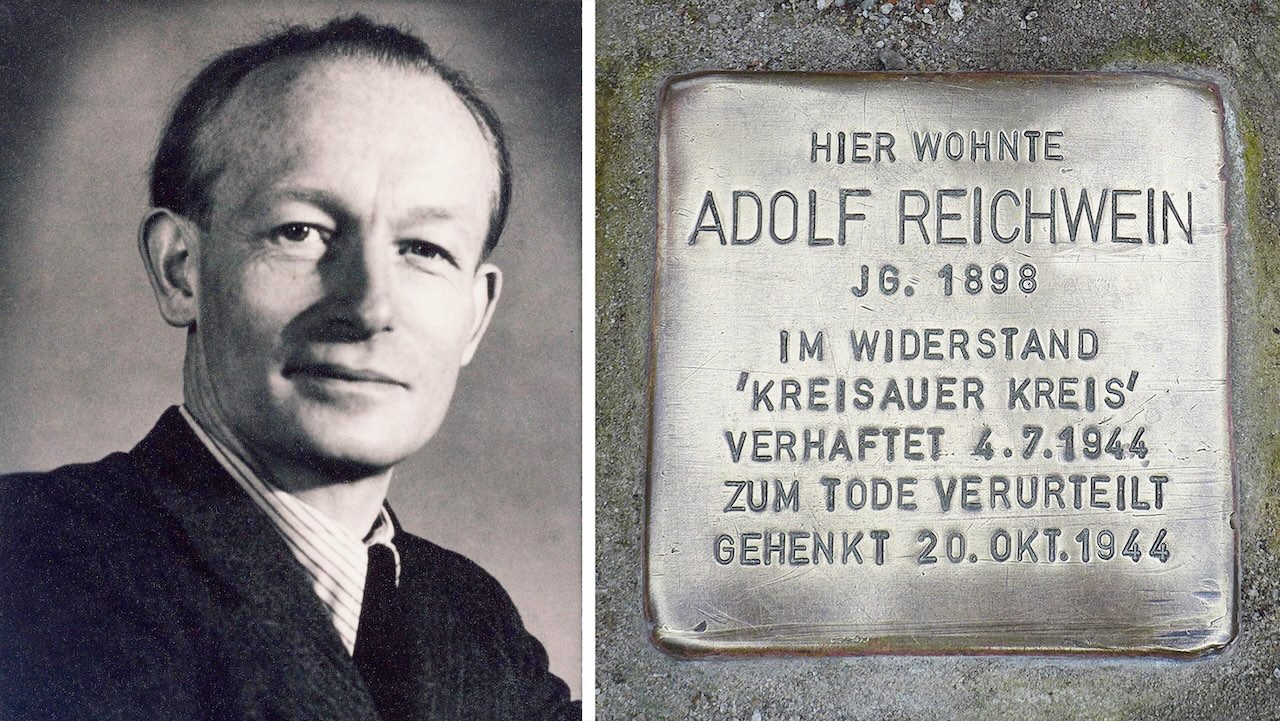 HIER WOHNTE
ADOLF REICHWEIN
JG. 1898
IM WIDERSTAND
'KREISAUER KREIS'
VERHAFTET 4.7.1944
ZUM TODE VERURTEILT
GEHENKT 20.OKT.1944